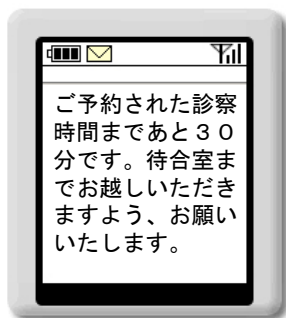 ご予約された診察
時間まであと３０
分です。待合室ま
でお越しいただき
ますよう、お願い
いたします。